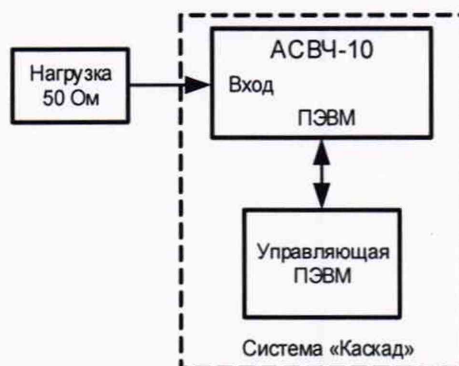 АСВЧ-10
Нагрузка
50 Ом
Вход
ПЭВМ
Управляющая
ПЭВМ
Система «Каскад»